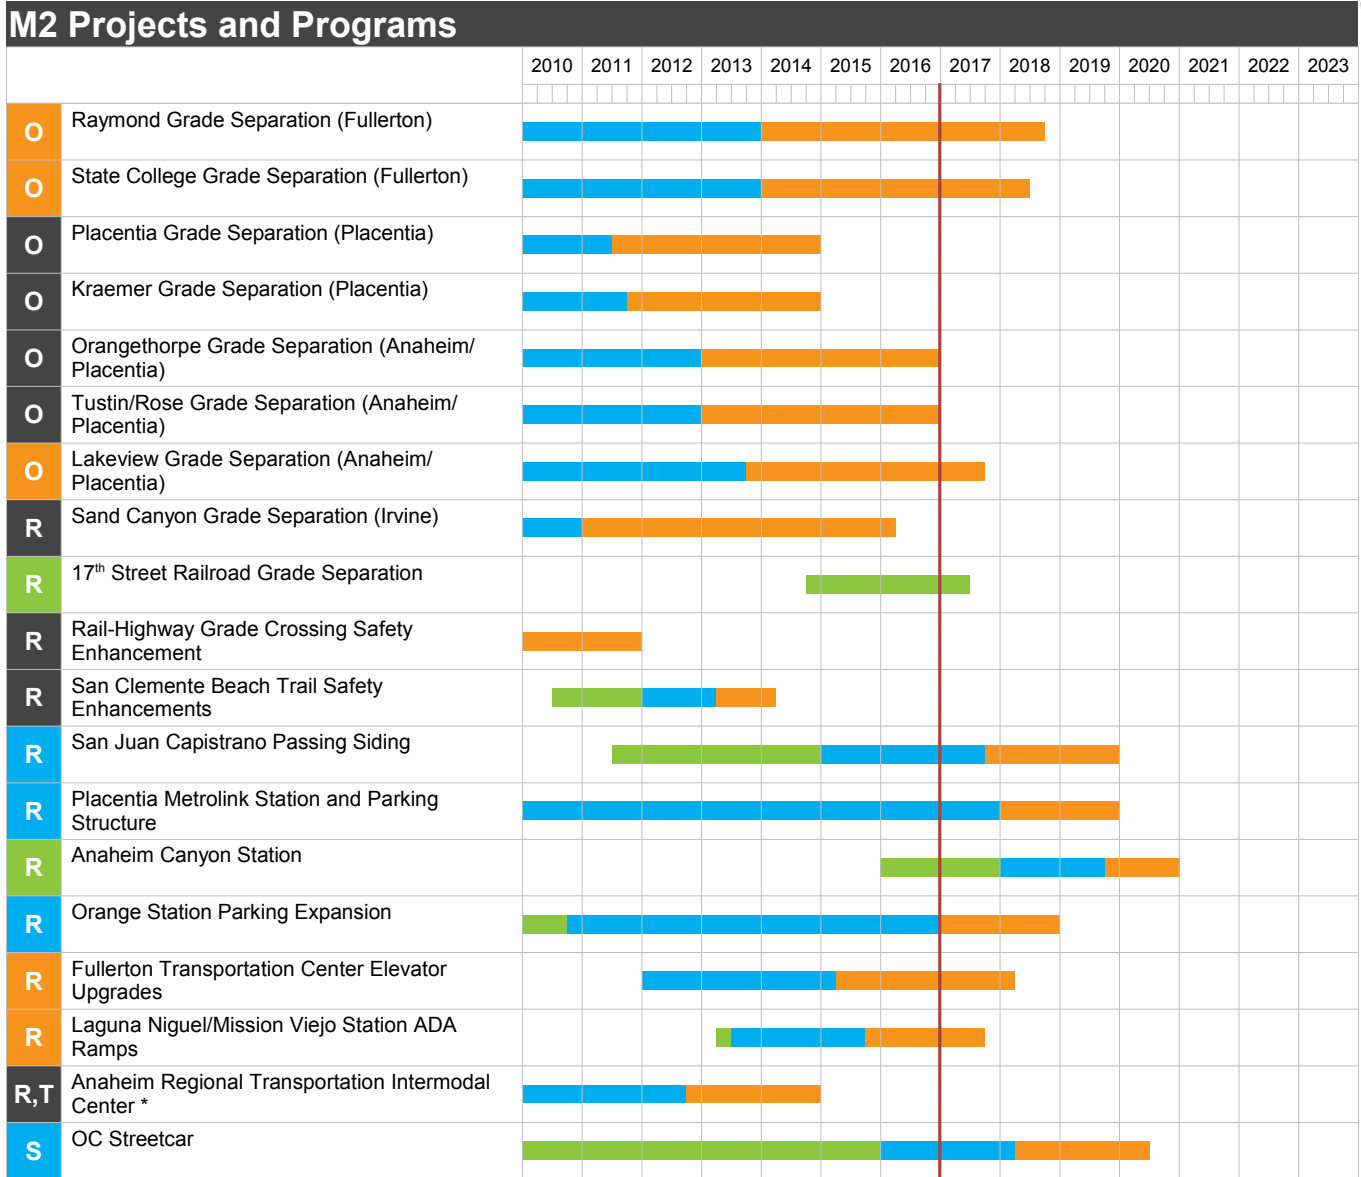 M2 Projects and Programs
2010 2011 2012 2013 2014 2015 2016 2017 2018 2019 2020 2021 2022 2023
O Raymond Grade Separation (Fullerton)
O State College Grade Separation (Fullerton)
O Placentia Grade Separation (Placentia)
O Kraemer Grade Separation (Placentia)
O Orangethorpe Grade Separation (Anaheim/
Placentia)
O Tustin/Rose Grade Separation (Anaheim/
Placentia)
O Lakeview Grade Separation (Anaheim/
Placentia)
R Sand Canyon Grade Separation (Irvine)
R 17th Street Railroad Grade Separation
R Rail-Highway Grade Crossing Safety
Enhancement
R San Clemente Beach Trail Safety
Enhancements
R San Juan Capistrano Passing Siding
R Placentia Metrolink Station and Parking
Structure
R Anaheim Canyon Station
R Orange Station Parking Expansion
R Fullerton Transportation Center Elevator
Upgrades
R Laguna Niguel/Mission Viejo Station ADA
Ramps
R,T Anaheim Regional Transportation Intermodal
Center *
S OC Streetcar